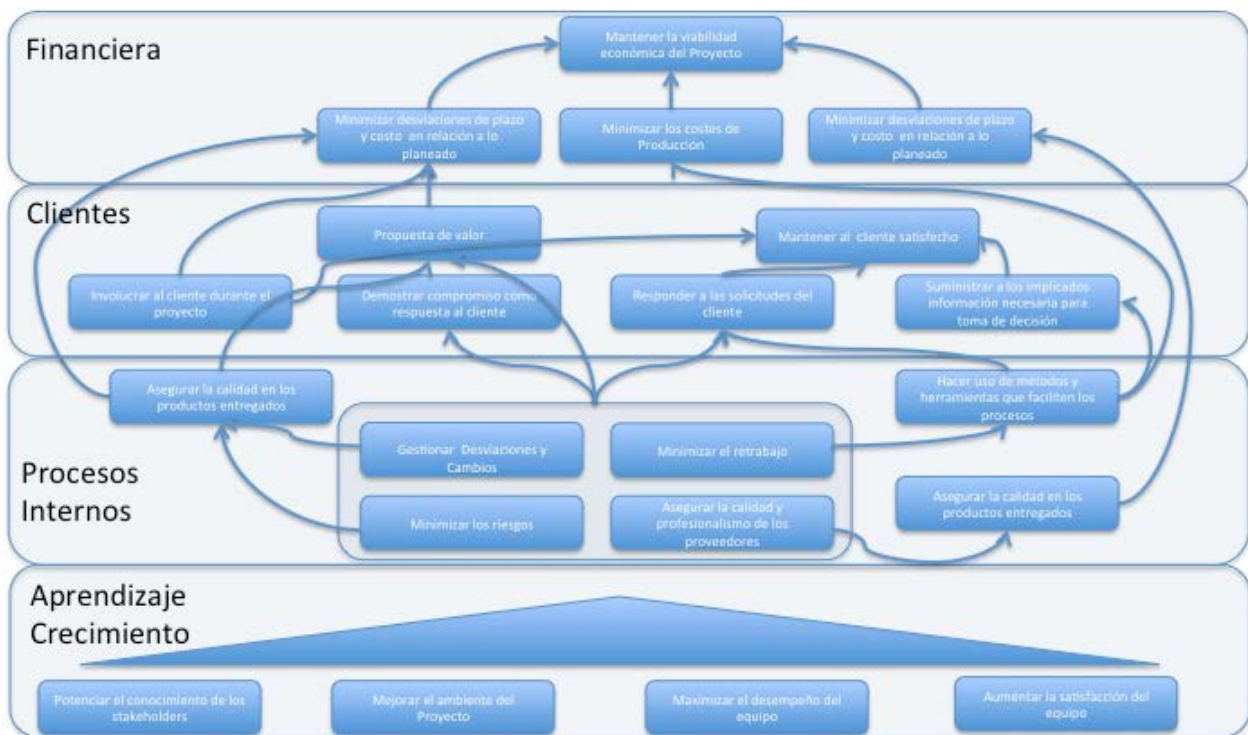 Financiera
Mantener la viabilidad
económica del Proyecto
Minimizar desviaciones de plazo
y costo en relación a lo
planeado
Minimizar los costes de
Producción
Minimizar desviaciones de plazo
y costo en relación a lo
planeado
Clientes
Propuesta de valor
Mantener al cliente satisfecho
Involucrar al cliente durante el
proyecto
Demostrar compromiso como
respuesta al cliente
Responder a las solicitudes del
cliente
Suministrar a los implicados
información necesaria para
toma de decisión
Procesos
Internos
Asegurar la calidad en los
productos entregados
Hacer uso de métodos y
herramientas que faciliten los
procesos
Gestionar Desviaciones y
Cambios
Minimizar el retrabajo
Minimizar los riesgos
Asegurar la calidad y
profesionalismo de los
proveedores
Asegurar la calidad en los
productos entregados
Aprendizaje
Crecimiento
Potenciar el conocimiento de los
stakeholders
Mejorar el ambiente del
Proyecto
Maximizar el desempeño del
equipo
Aumentar la satisfacción del
equipo